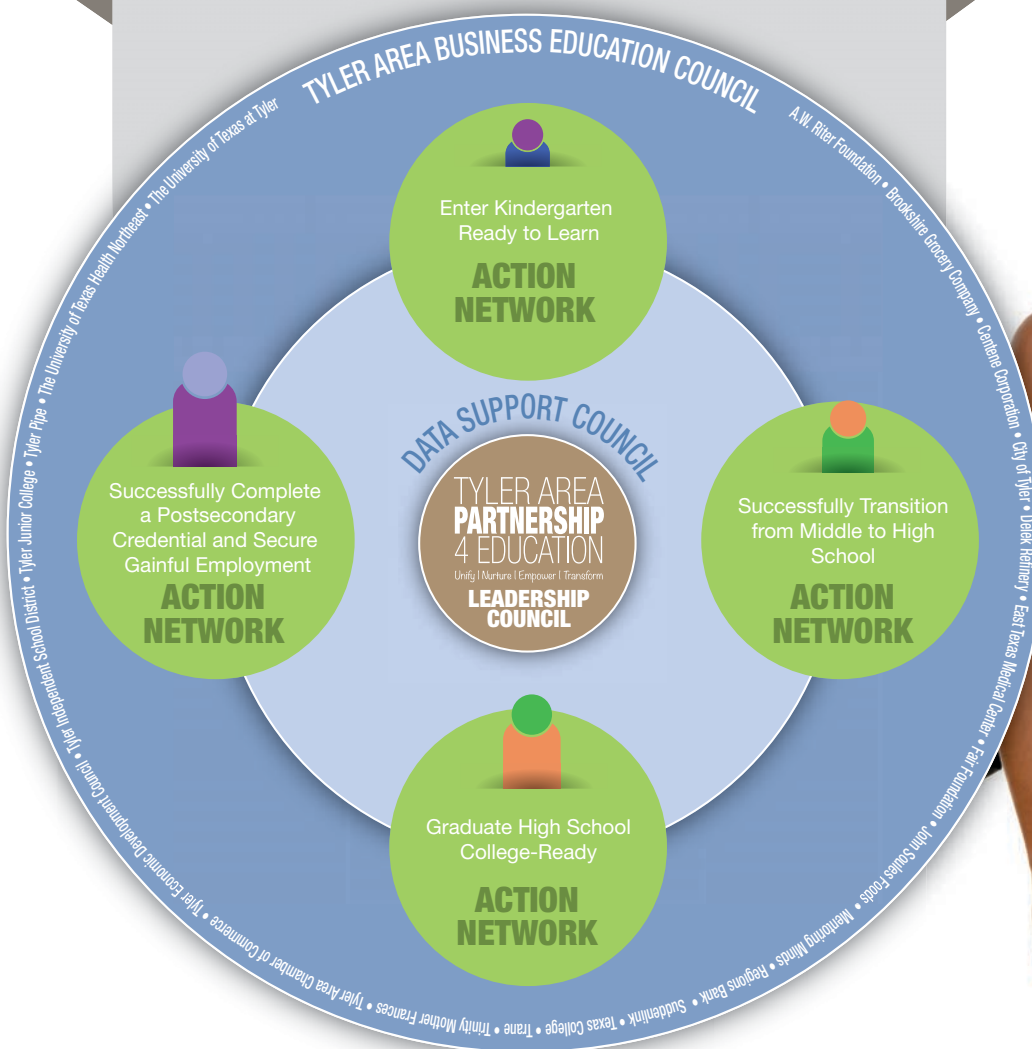 TYLER AREA BUSINESS EDUCATION COUNCIL
A.W. Riter Foundation • Brookshire Grocery Company • Centene Corporation • City of Tyler • Delek Refinery • East Texas Medical Center • Fair Foundation • John Soules Foods • Mentoring Minds • Regions Bank • Suddenlink • Texas College • Trane • Trinity Mother Frances • Tyler Area Chamber of Commerce • Tyler Economic Development Council • Tyler Independent School District • Tyler Junior College • Tyler Pipe • The University of Texas Health Northeast • The University of Texas at Tyler
Enter Kindergarten
Ready to Learn
ACTION
NETWORK
DATA SUPPORT COUNCIL
TYLER AREA
PARTNERSHIP
4 EDUCATION
Unify | Nurture | Empower | Transform
LEADERSHIP
COUNCIL
Successfully Complete
a Postsecondary
Credential and Secure
Gainful Employment
ACTION
NETWORK
Successfully Transition
from Middle to High
School
ACTION
NETWORK
Graduate High School
College-Ready
ACTION
NETWORK